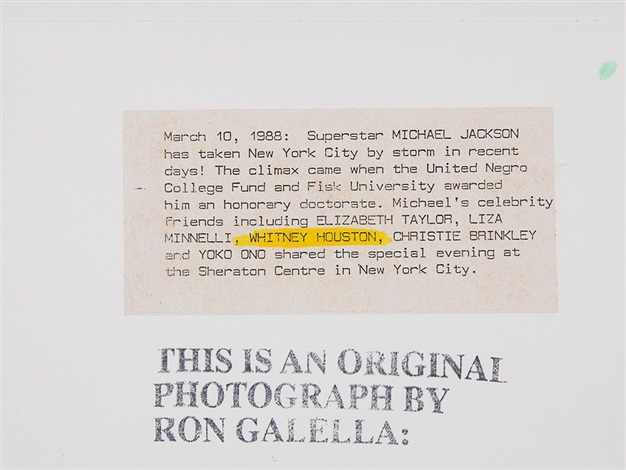 March 10, 1988:  Superstar MICHAEL JACKSON
has taken New York City by storm in recent
days! The climax came when the United Negro
College Fund and Fisk University awarded
him an honorary doctorate. Michael's celebrity
friends including ELIZABETH TAYLOR, LIZA
MINNELLI, WHITNEY HOUSTON, CHRISTIE BRINKLEY
and YOKO ONO shared the special evening at
the Sheraton Centre in New York City.
THIS IS AN ORIGINAL
PHOTOGRAPH BY
RON GALELLA: